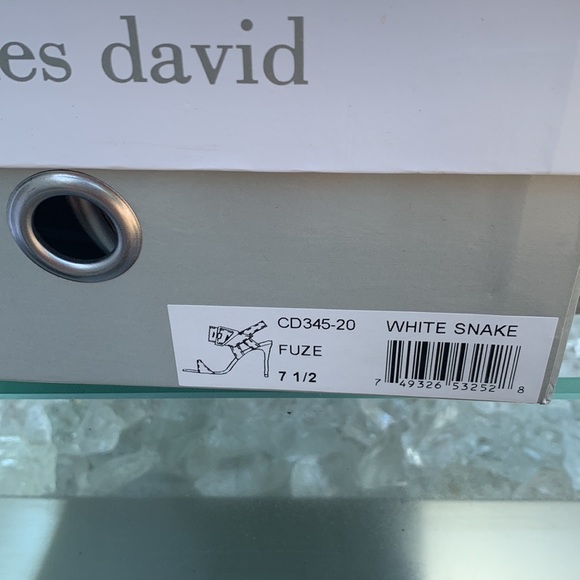 es david
CD345-20 WHITE SNAKE
FUZE
7 1/2
7 49326 53252 8